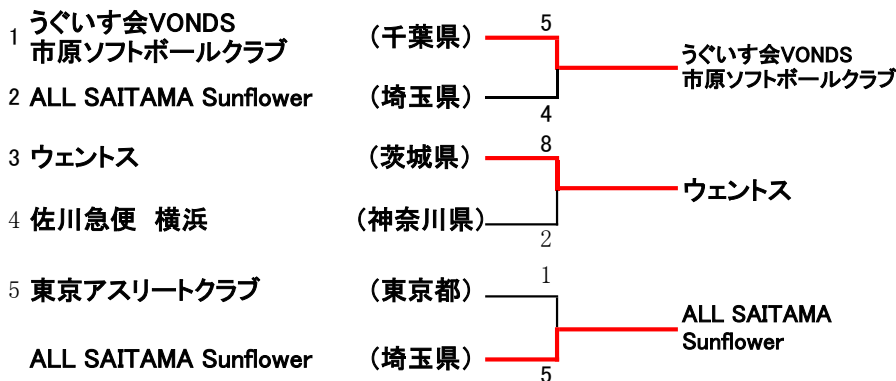 1 うぐいす会VONDS
市原ソフトボールクラブ (千葉県) 5
うぐいす会VONDS
市原ソフトボールクラブ
2 ALL SAITAMA Sunflower (埼玉県) 4
3 ウェントス (茨城県) 8
ウェントス
4 佐川急便 横浜 (神奈川県) 2
5 東京アスリートクラブ (東京都) 1
ALL SAITAMA
Sunflower
ALL SAITAMA Sunflower (埼玉県) 5